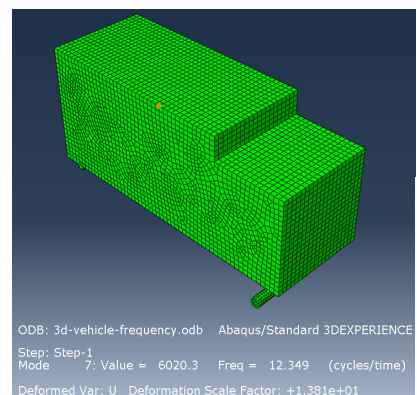 ODB: 3d-vehicle-frequency.odb Abaqus/Standard 3DEXPERIENCE
Step: Step-1
Mode 7: Value = 6020.3 Freq = 12.349 (cycles/time)
Deformed Var: U Deformation Scale Factor: +1.381e+01